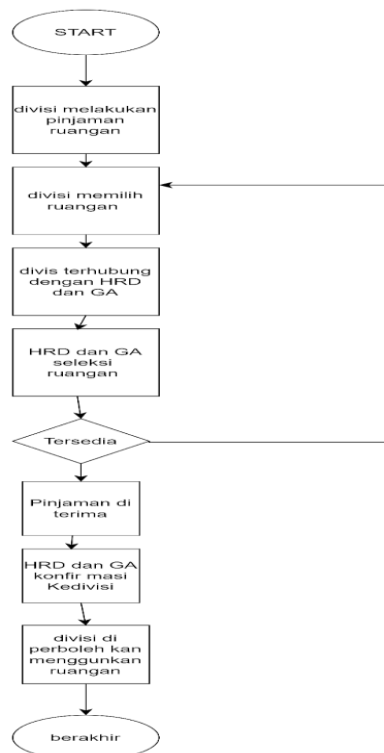 START
divisi melakukan
pinjaman
ruangan
divisi memilih
ruangan
divis terhubung
dengan HRD
dan GA
HRD dan GA
seleksi
ruangan
Tersedia
Pinjaman di
terima
HRD dan GA
konfir masi
Kedivisi
divisi di
perboleh kan
menggunkan
ruangan
berakhir